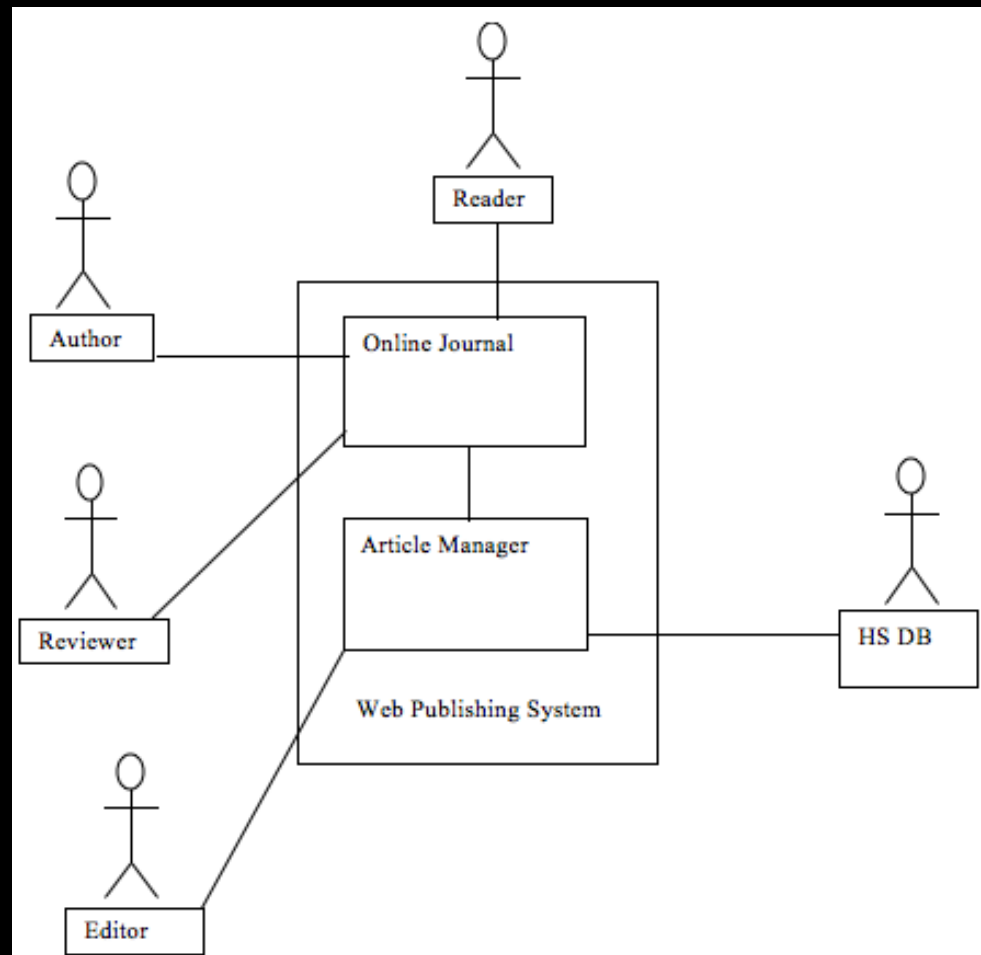 Reader
Author
Online Journal
Article Manager
Reviewer
HS DB
Web Publishing System
Editor